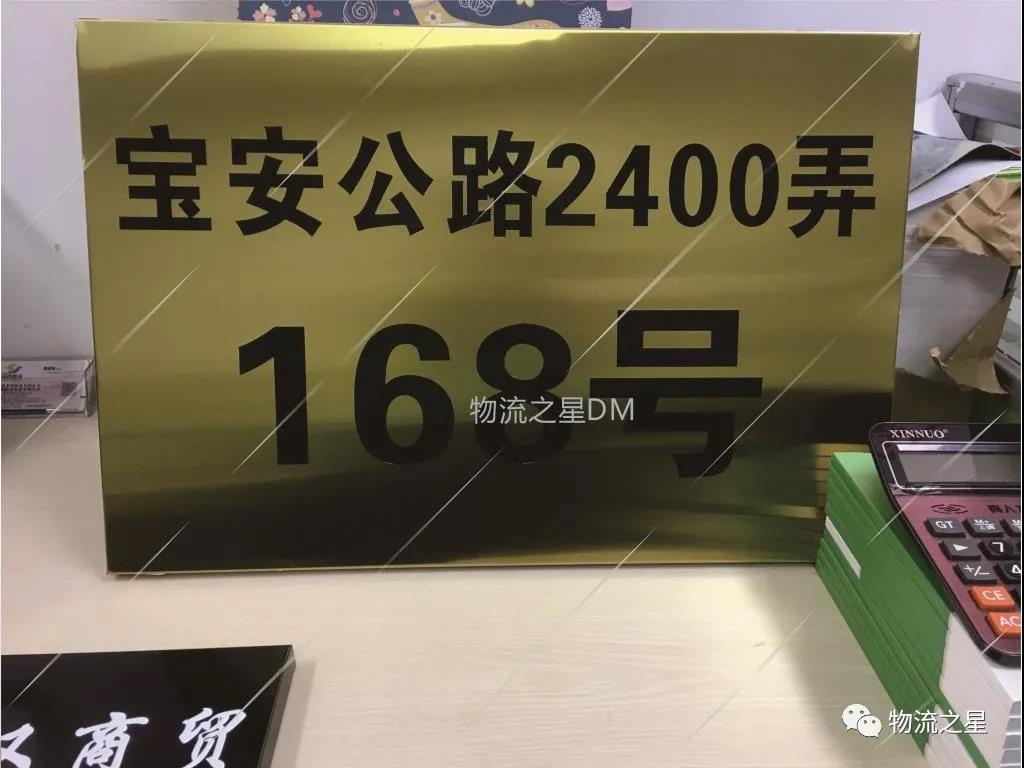 宝安公路2400弄
168号
物流之星DM
XINNUO
GT
7
+/-
CE
AC
商贸
物流之星